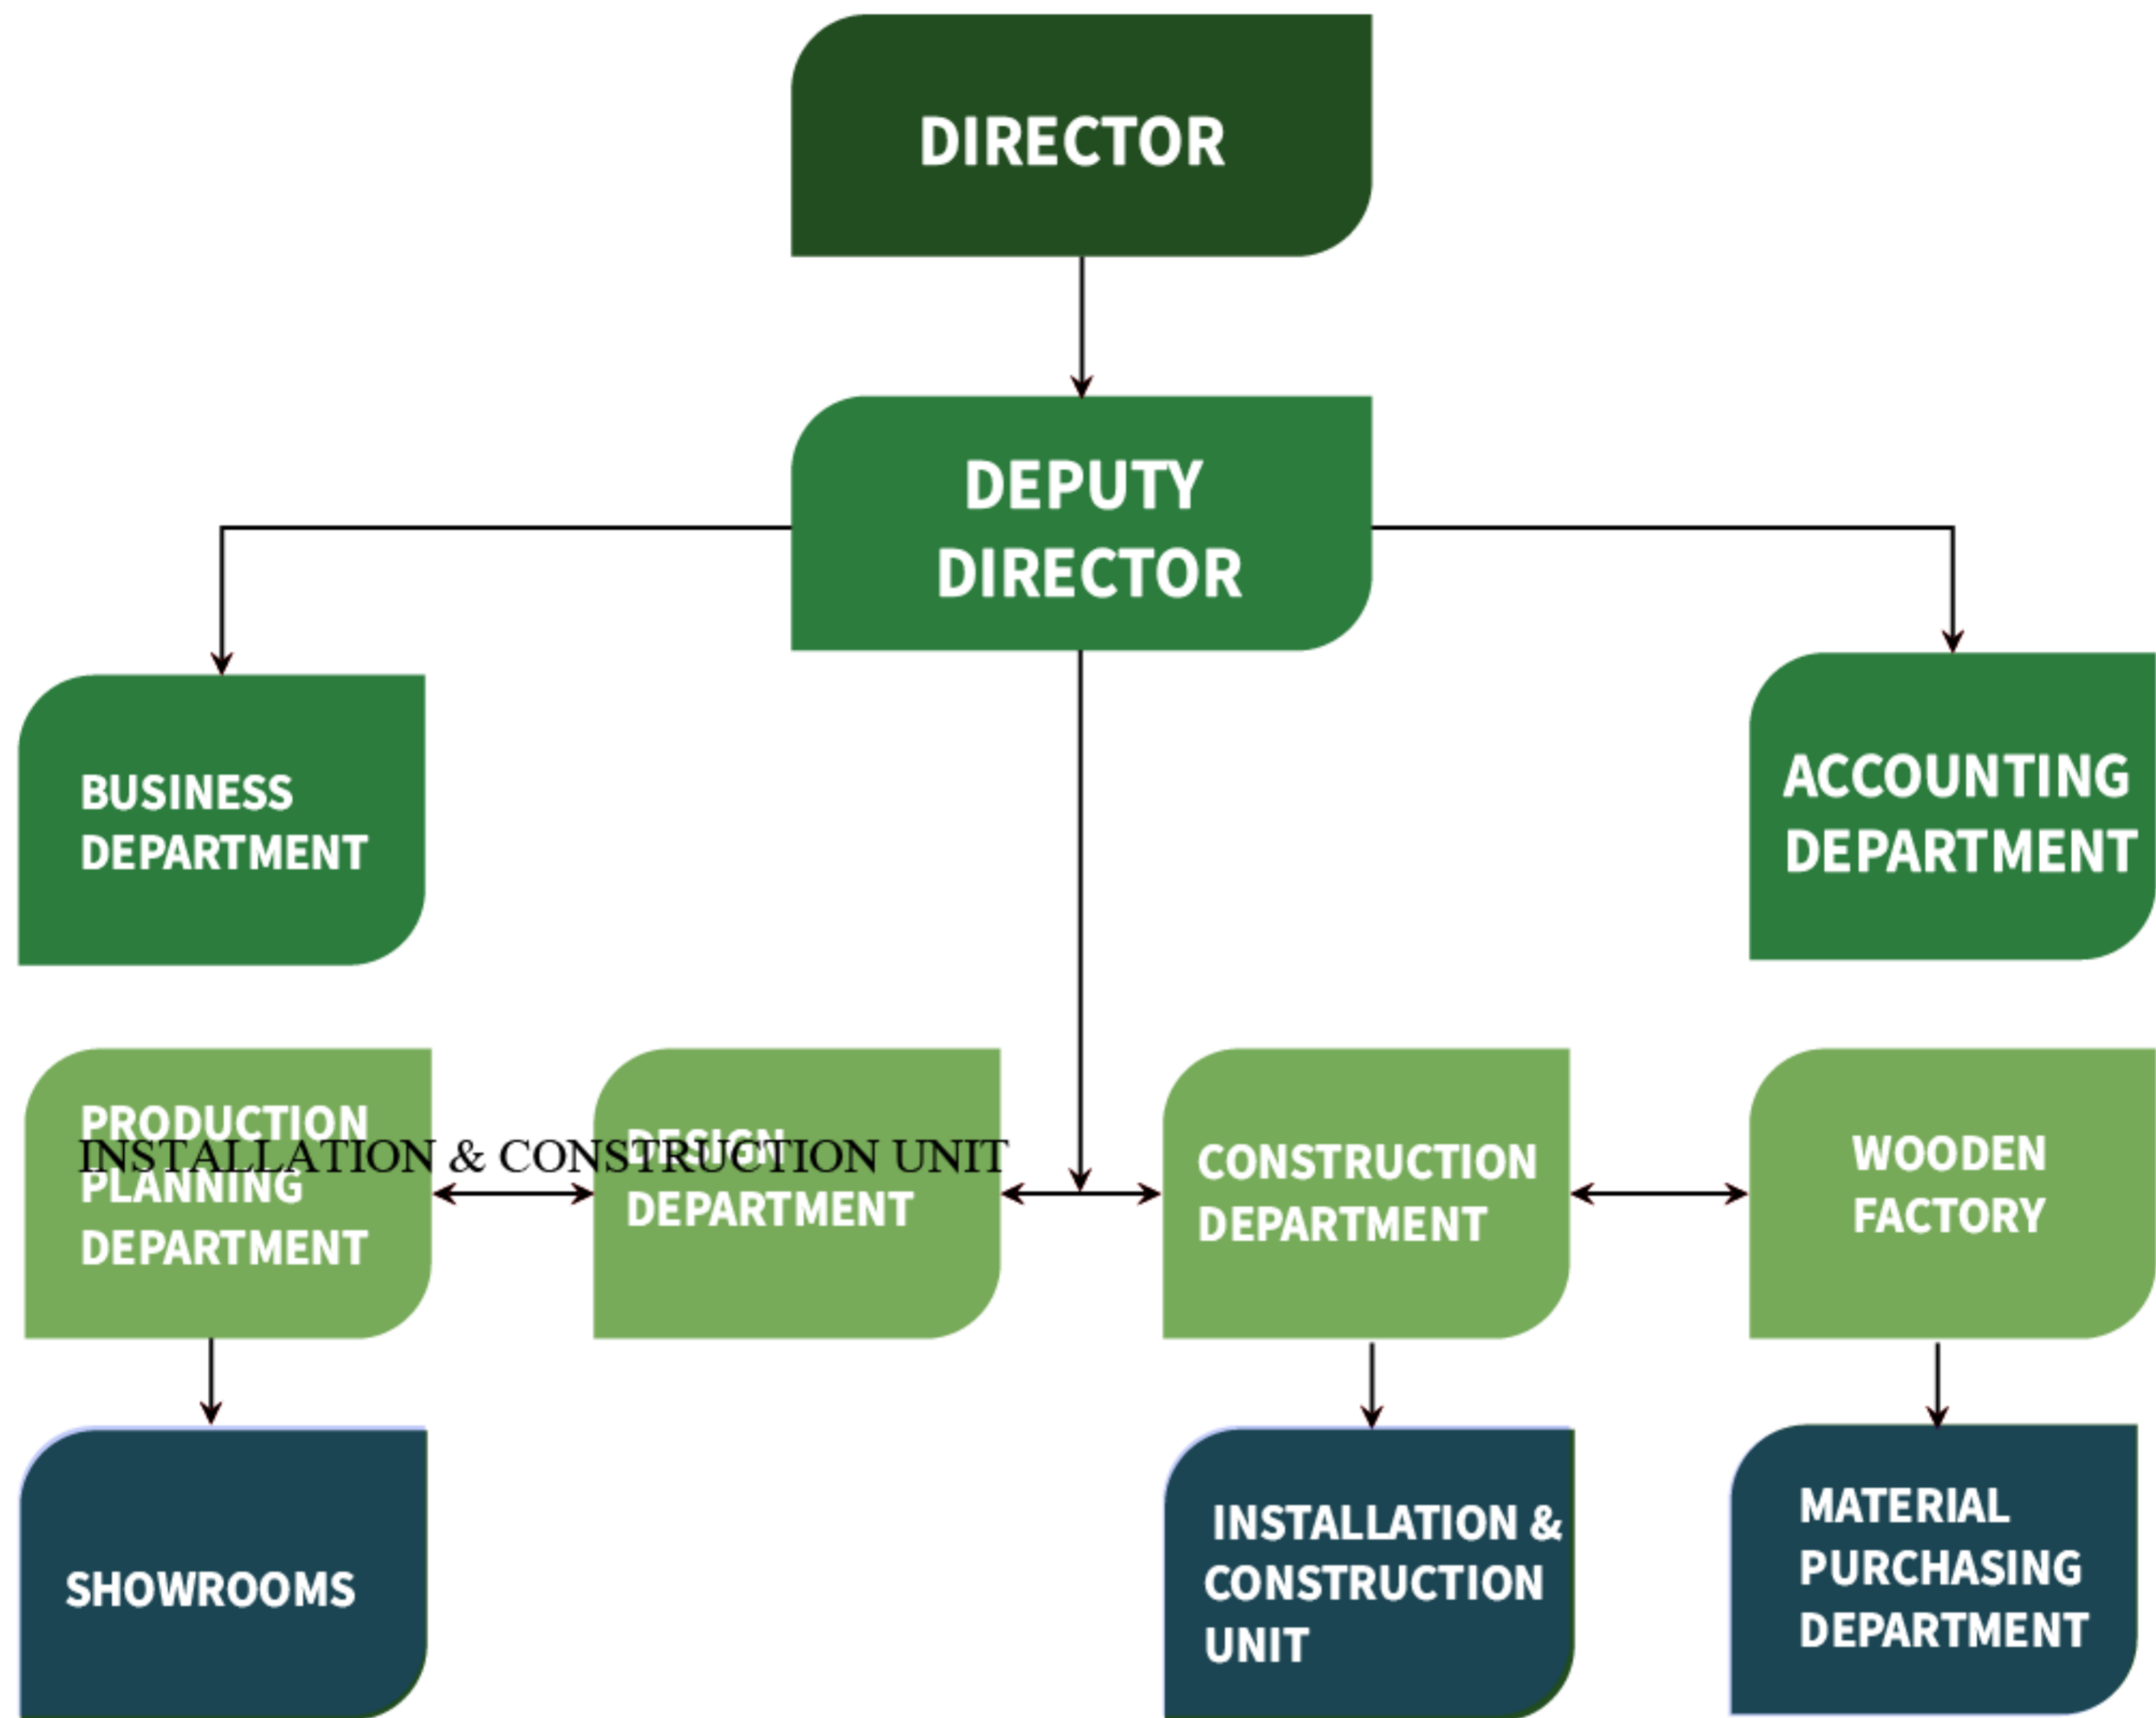 DIRECTOR
DEPUTY
DIRECTOR
BUSINESS
DEPARTMENT
ACCOUNTING
DEPARTMENT
PRODUCTION
PLANNING
DEPARTMENT
INSTALLATION & CONSTRUCTION UNIT
DESIGN
DEPARTMENT
CONSTRUCTION
DEPARTMENT
WOODEN
FACTORY
SHOWROOMS
INSTALLATION &
CONSTRUCTION
UNIT
MATERIAL
PURCHASING
DEPARTMENT